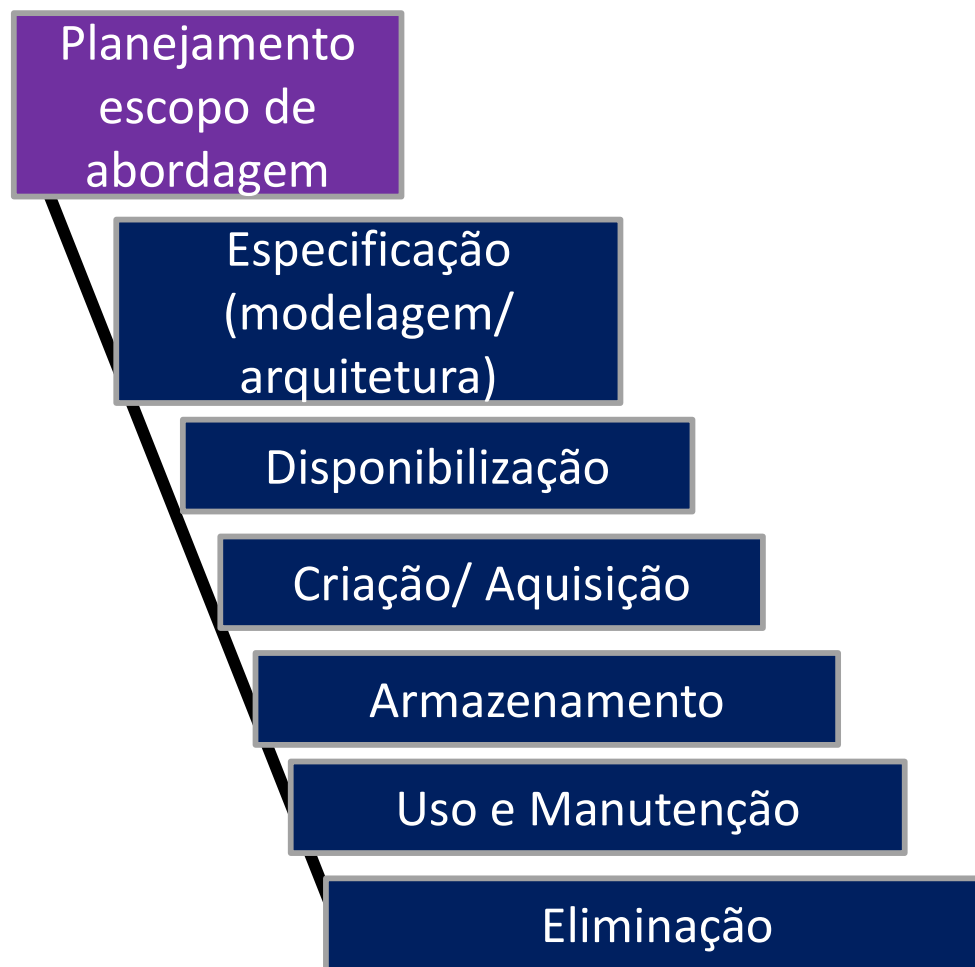 Planejamento
escopo de
abordagem
Especificação
(modelagem/
arquitetura)
Disponibilização
Criação/ Aquisição
Armazenamento
Uso e Manutenção
Eliminação